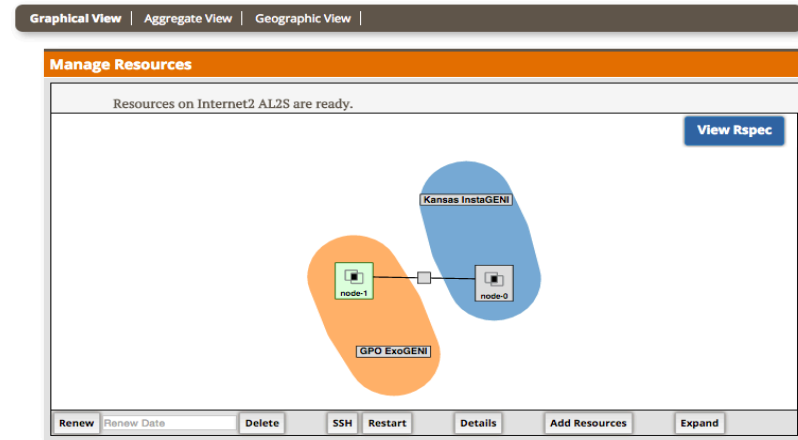 Graphical View | Aggregate View | Geographic View |
Manage Resources
Resources on Internet2 AL2S are ready.
View Rspec
Kansas InstaGENI
node-1
node-0
GPO ExoGENI
Renew Renew Date Delete SSH Restart Details Add Resources Expand